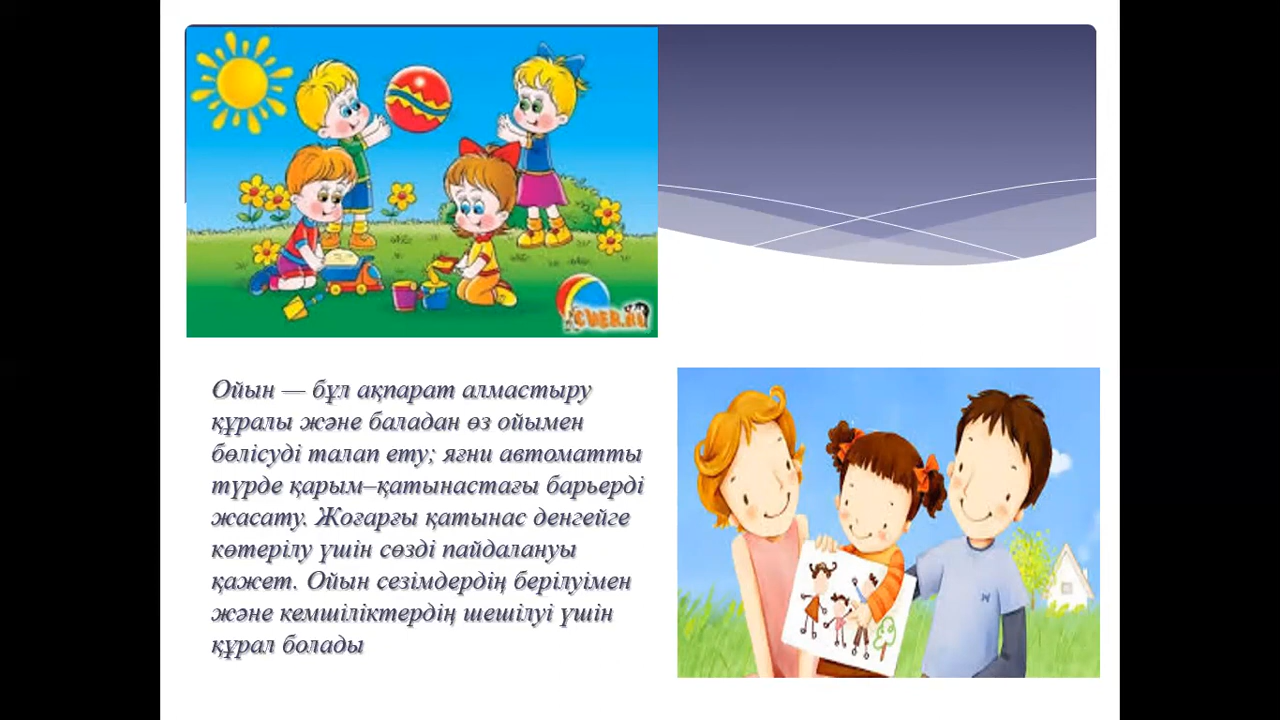 Ойын — бұл ақпарат алмастыру
құралы және баладан өз ойымен
бөлісуді талап ету; яғни автоматты
түрде қарым–қатынастағы барьерді
жасату. Жоғарғы қатынас денгейге
көтерілу үшін сөзді пайдалануы
қажет. Ойын сезімдердің берілуімен
және кемшіліктердің шешілуі үшін
құрал болады